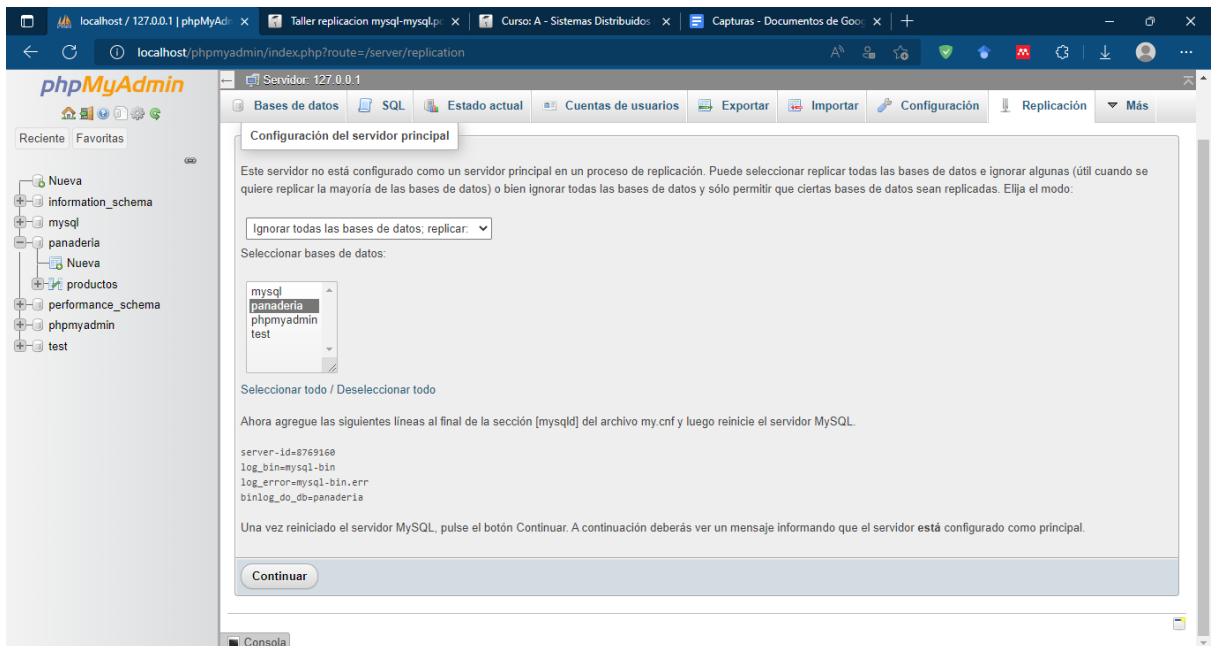 localhost / 127.0.0.1 | phpMyAdn
Taller replicacion mysql-mysql.pc
Curso: A - Sistemas Distribuidos
Capturas - Documentos de Goog
localhost/phpmyadmin/index.php?route=/server/replication
phpMyAdmin
Reciente Favoritas
Nueva
information_schema
mysql
panaderia
Nueva
productos
performance_schema
phpmyadmin
test
Servidor: 127.0.0.1
Bases de datos SQL Estado actual Cuentas de usuarios Exportar Importar Configuración Replicación Más
Configuración del servidor principal
Este servidor no está configurado como un servidor principal en un proceso de replicación. Puede seleccionar replicar todas las bases de datos e ignorar algunas (útil cuando se
quiere replicar la mayoría de las bases de datos) o bien ignorar todas las bases de datos y sólo permitir que ciertas bases de datos sean replicadas. Elija el modo:
Ignorar todas las bases de datos; replicar:
Seleccionar bases de datos:
mysql
panaderia
phpmyadmin
test
Seleccionar todo / Deseleccionar todo
Ahora agregue las siguientes líneas al final de la sección [mysqld] del archivo my.cnf y luego reinicie el servidor MySQL.
server-id=8769160
log_bin=mysql-bin
log_error=mysql-bin.err
binlog_do_db=panaderia
Una vez reiniciado el servidor MySQL, pulse el botón Continuar. A continuación deberás ver un mensaje informando que el servidor está configurado como principal.
Continuar
Consola